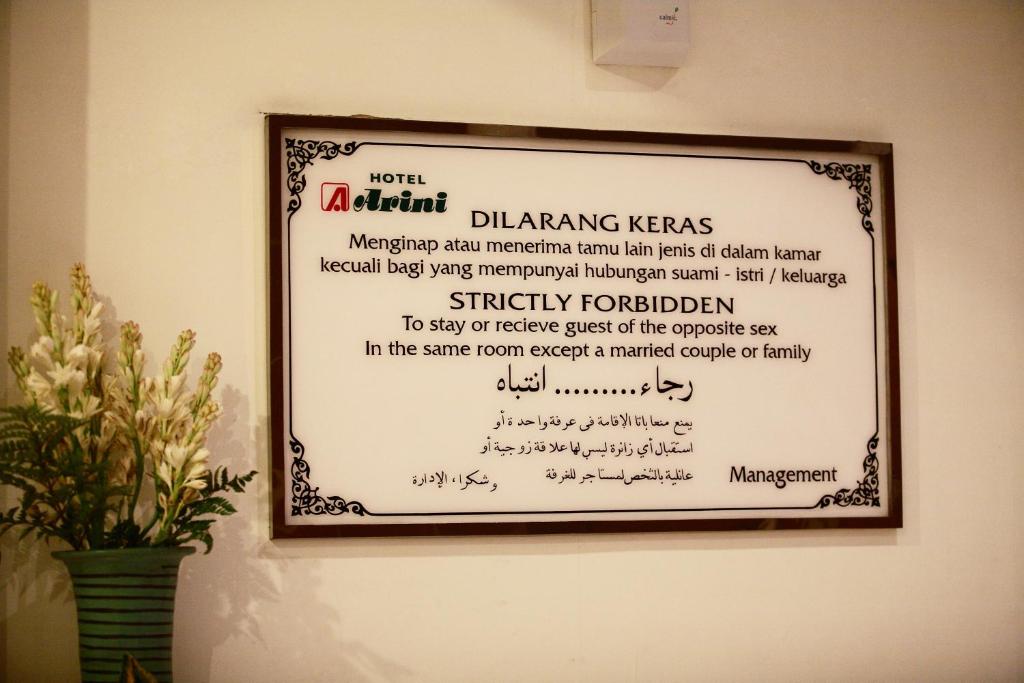 HOTEL
Arini
DILARANG KERAS
Menginap atau menerima tamu lain jenis di dalam kamar
kecuali bagi yang mempunyai hubungan suami - istri / keluarga
STRICTLY FORBIDDEN
To stay or recieve guest of the opposite sex
In the same room except a married couple or family
رجاء ......... انتباه
يمنع منعا باتا الإقامة فى عرفة واحدة أو
استقبال أي زائرة ليس لها علاقة زوجية أو
عائلية بالتخص لمستاجر للغرفة
وشكرا ، الإدارة
Management